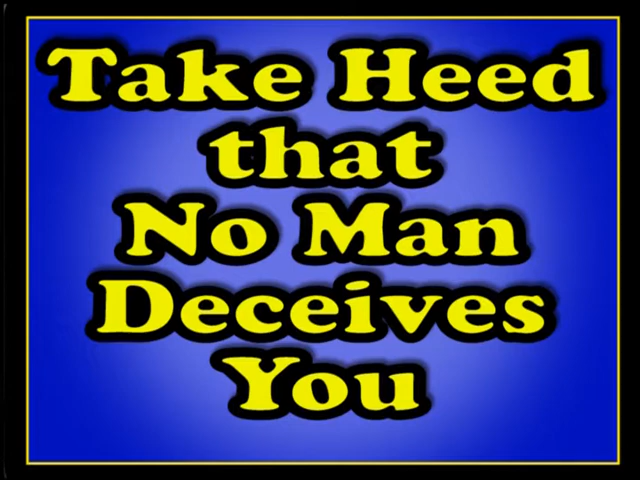 Take Heed
that
No Man
Deceives
You